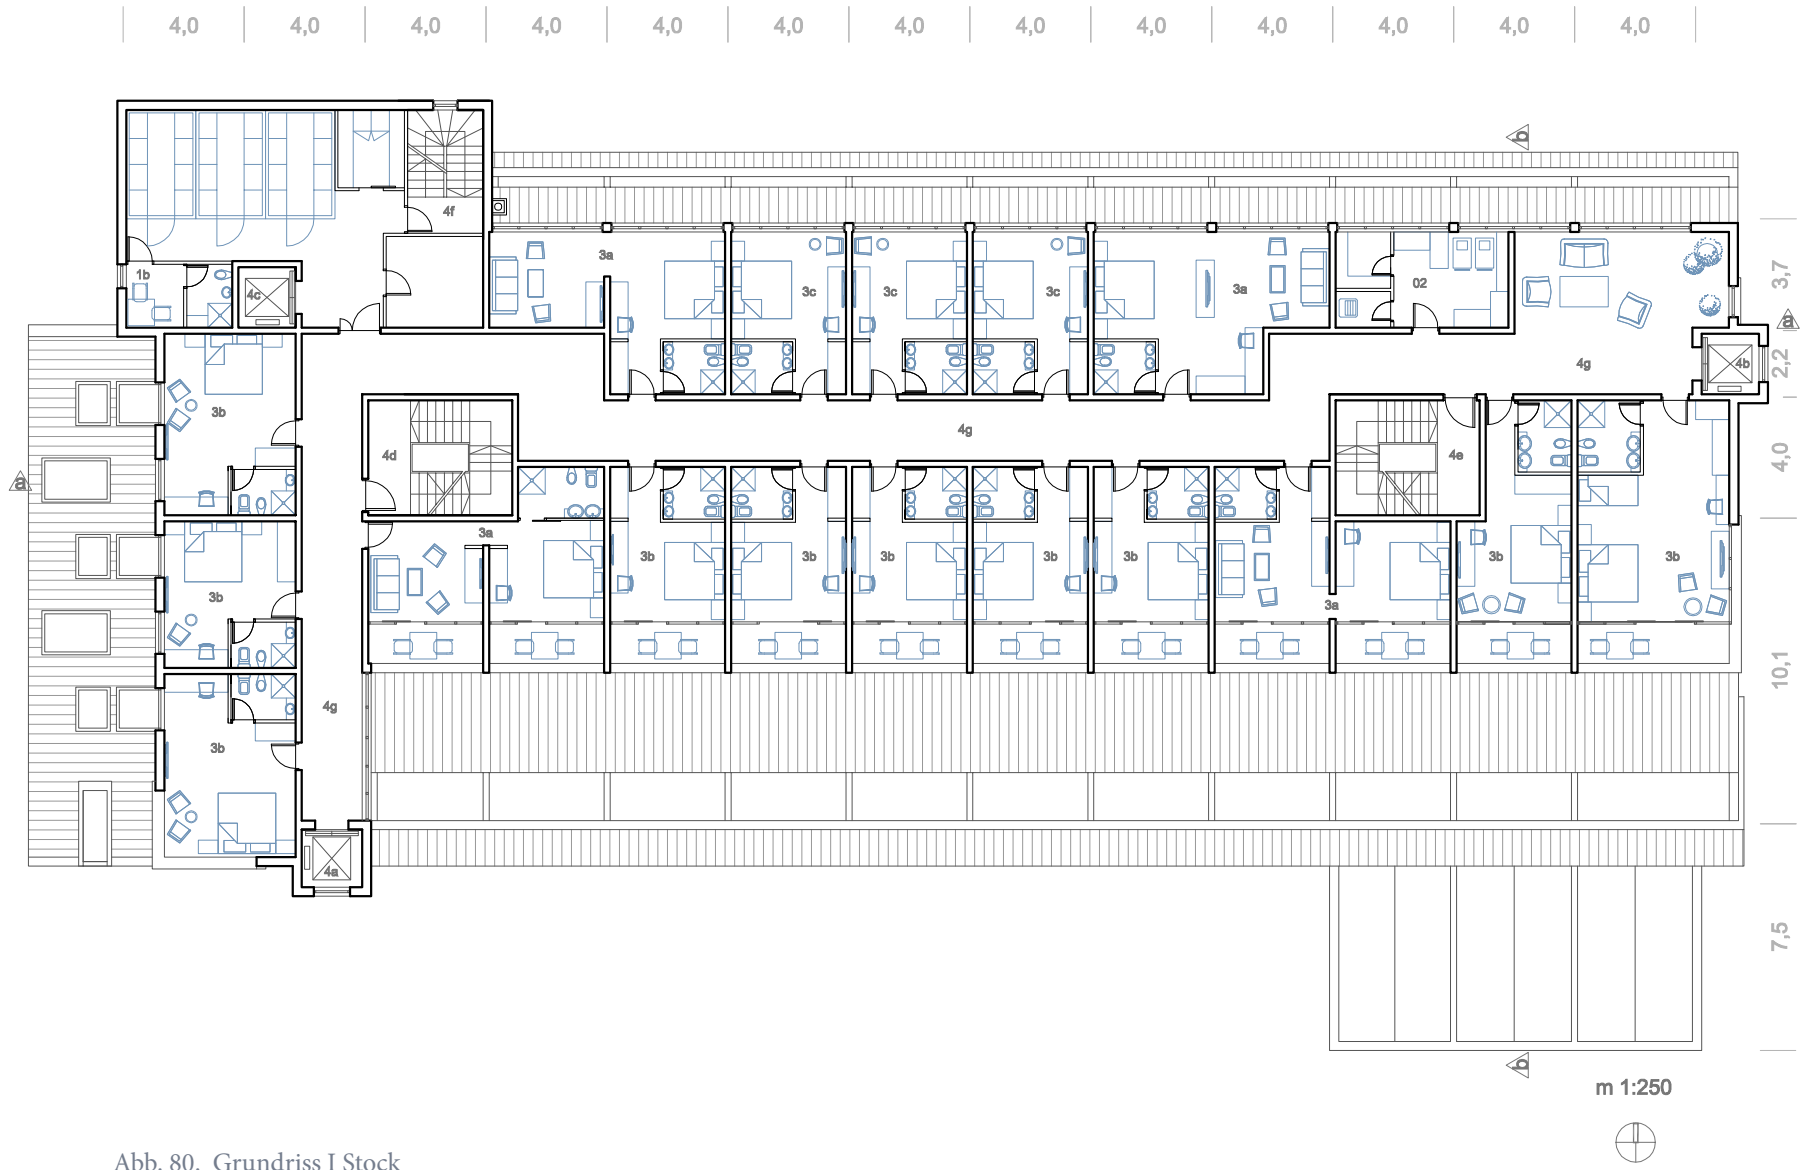 4,0 4,0 4,0 4,0 4,0 4,0 4,0 4,0 4,0 4,0 4,0 4,0 4,0
b
4f
3a
1b
4c
3c 3c 3c 3a
02
3,7
a
4g
4b
2,2
3b
4g
4d
4e
4,0
a
3a
3b 3b 3b 3b 3b 3b 3b
3b
3a
10,1
4g
3b
4a
7,5
b
m 1:250
Abb. 80. Grundriss I Stock